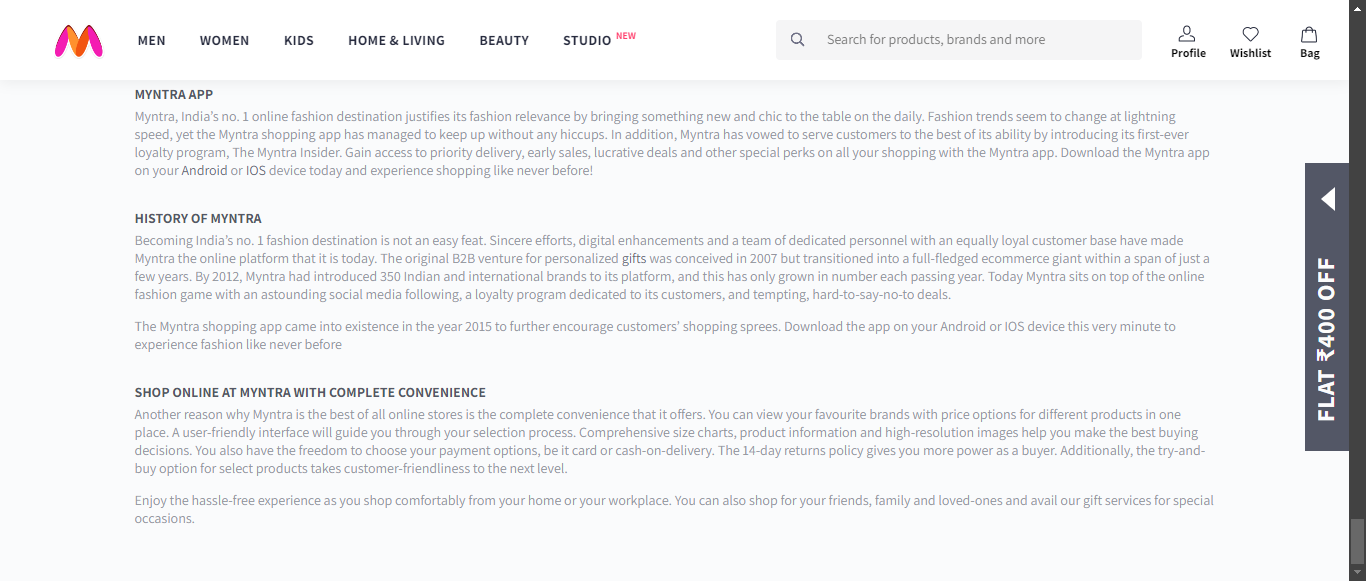 MEN WOMEN KIDS HOME & LIVING BEAUTY STUDIO NEW Search for products, brands and more Profile Wishlist Bag
MYNTRA APP
Myntra, India’s no. 1 online fashion destination justifies its fashion relevance by bringing something new and chic to the table on the daily. Fashion trends seem to change at lightning
speed, yet the Myntra shopping app has managed to keep up without any hiccups. In addition, Myntra has vowed to serve customers to the best of its ability by introducing its first-ever
loyalty program, The Myntra Insider. Gain access to priority delivery, early sales, lucrative deals and other special perks on all your shopping with the Myntra app. Download the Myntra app
on your Android or IOS device today and experience shopping like never before!
HISTORY OF MYNTRA
Becoming India’s no. 1 fashion destination is not an easy feat. Sincere efforts, digital enhancements and a team of dedicated personnel with an equally loyal customer base have made
Myntra the online platform that it is today. The original B2B venture for personalized gifts was conceived in 2007 but transitioned into a full-fledged ecommerce giant within a span of just a
few years. By 2012, Myntra had introduced 350 Indian and international brands to its platform, and this has only grown in number each passing year. Today Myntra sits on top of the online
fashion game with an astounding social media following, a loyalty program dedicated to its customers, and tempting, hard-to-say-no-to deals.
The Myntra shopping app came into existence in the year 2015 to further encourage customers’ shopping sprees. Download the app on your Android or IOS device this very minute to
experience fashion like never before
SHOP ONLINE AT MYNTRA WITH COMPLETE CONVENIENCE
Another reason why Myntra is the best of all online stores is the complete convenience that it offers. You can view your favourite brands with price options for different products in one
place. A user-friendly interface will guide you through your selection process. Comprehensive size charts, product information and high-resolution images help you make the best buying
decisions. You also have the freedom to choose your payment options, be it card or cash-on-delivery. The 14-day returns policy gives you more power as a buyer. Additionally, the try-and-
buy option for select products takes customer-friendliness to the next level.
Enjoy the hassle-free experience as you shop comfortably from your home or your workplace. You can also shop for your friends, family and loved-ones and avail our gift services for special
occasions.
FLAT ₹400 OFF